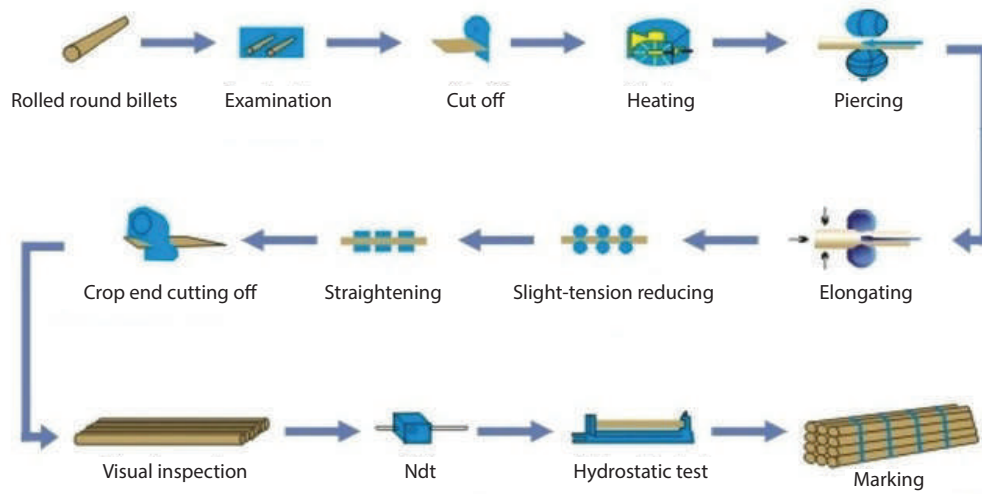 Rolled round billets
Examination
Cut off
Heating
Piercing
Elongating
Slight-tension reducing
Straightening
Crop end cutting off
Visual inspection
Ndt
Hydrostatic test
Marking